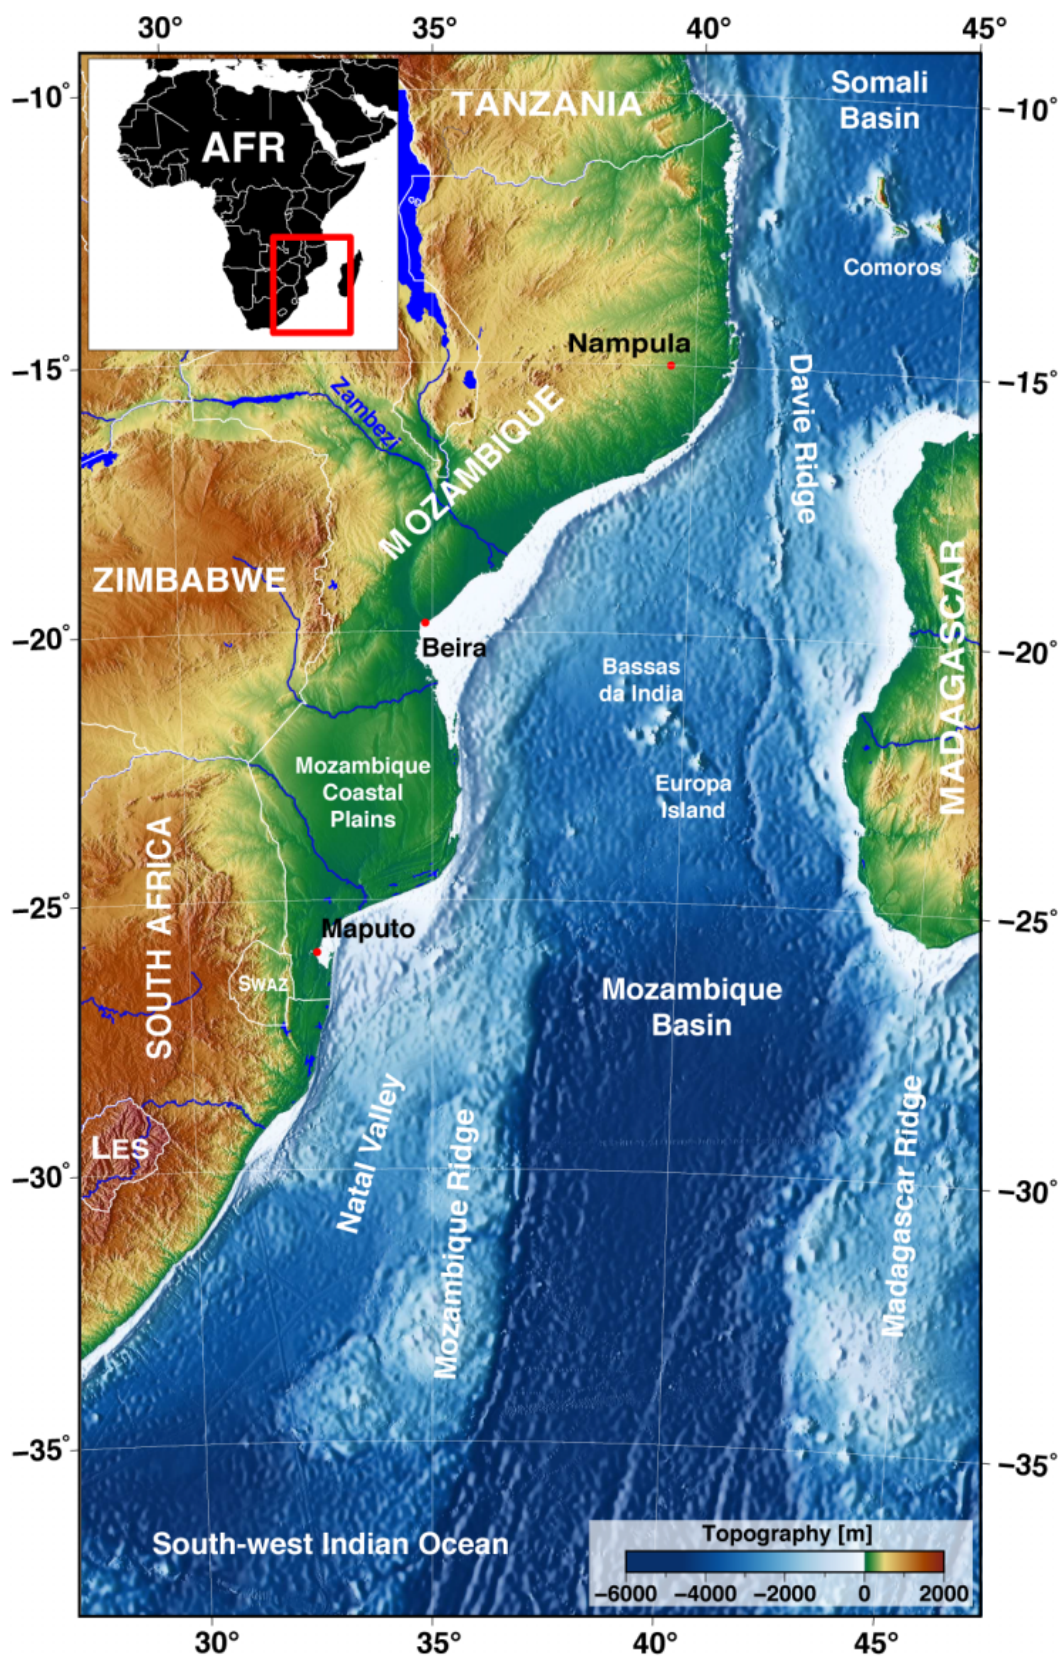 30° 35° 40° 45°
Somali
Basin
TANZANIA
−10° −10°
AFR
Comoros
Nampula
−15° −15°
Davie Ridge
Zambezi
MOZAMBIQUE
ZIMBABWE
MADAGASCAR
−20° −20°
Beira
Bassas
da India
Mozambique
Coastal
Plains
Europa
Island
SOUTH AFRICA
−25° −25°
Maputo
SWAZ
Mozambique
Basin
Natal Valley
Mozambique Ridge
Madagascar Ridge
LES
−30° −30°
−35° −35°
South-west Indian Ocean
Topography [m]
−6000 −4000 −2000 0 2000
30° 35° 40° 45°